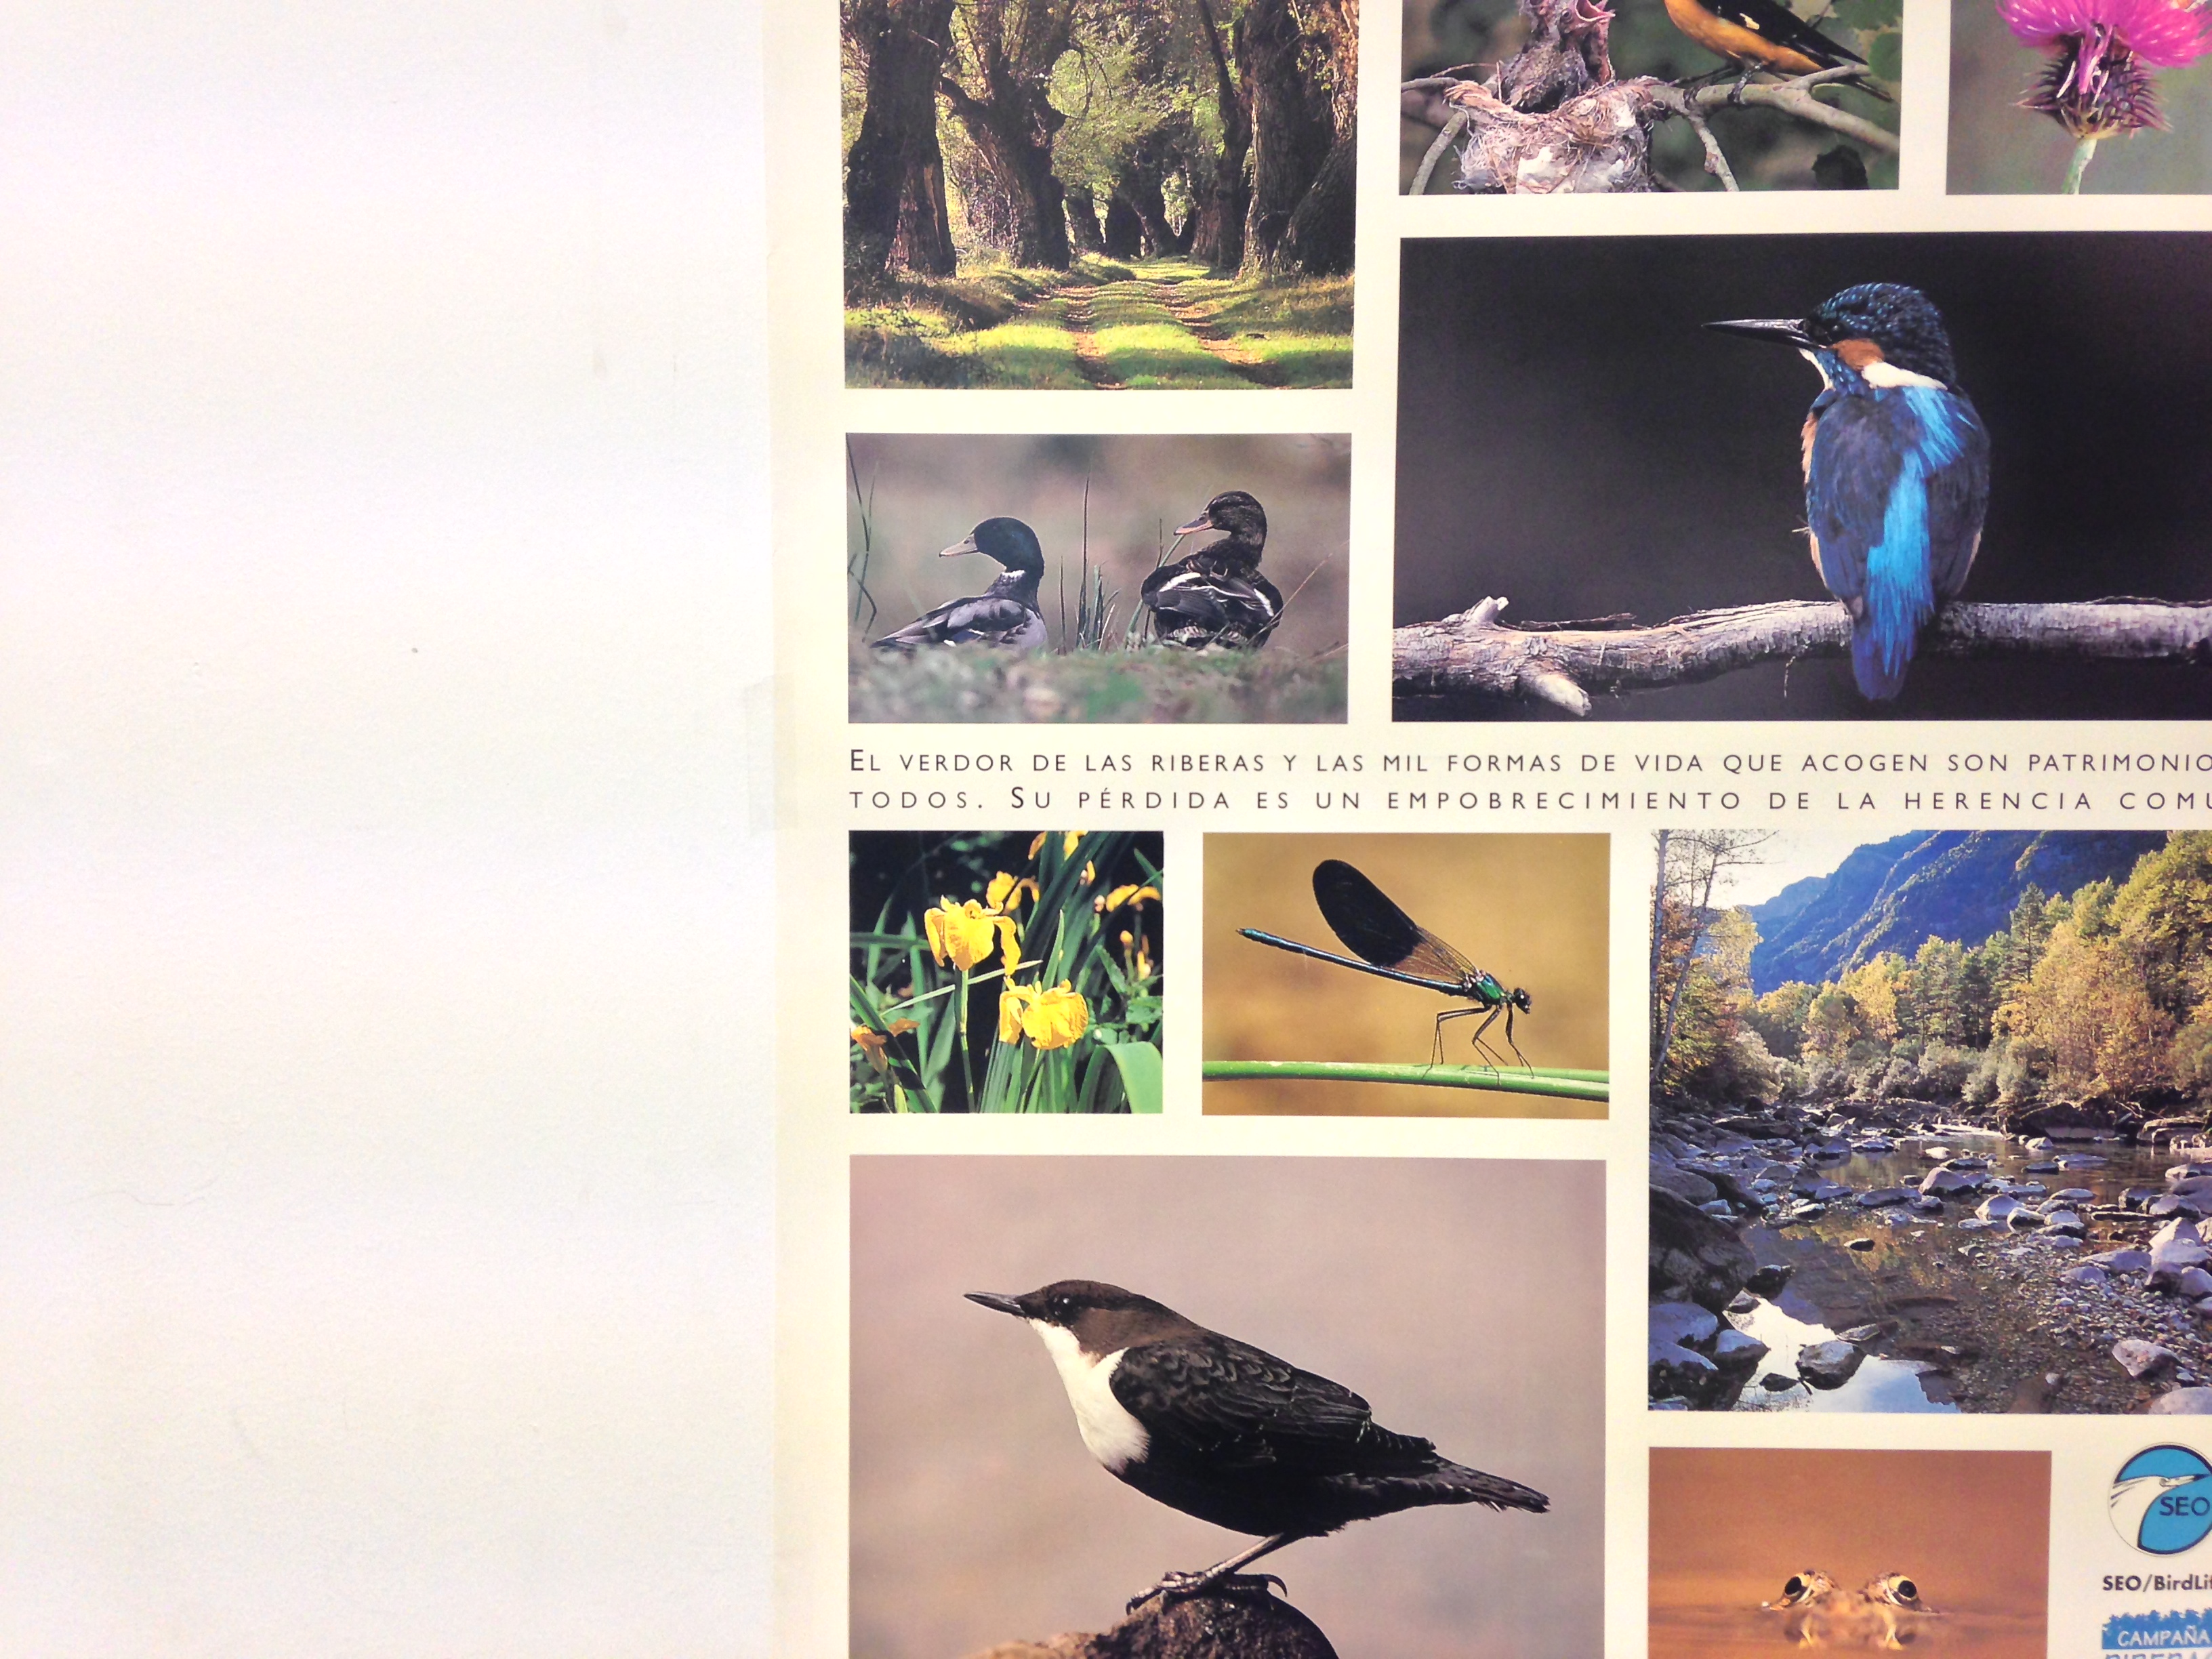 EL VERDOR DE LAS RIBERAS Y LAS MIL FORMAS DE VIDA QUE ACOGEN SON PATRIMONIO
TODOS. SU PÉRDIDA ES UN EMPOBRECIMIENTO DE LA HERENCIA
SEO
SEO/BirdLif
CAMPAÑA